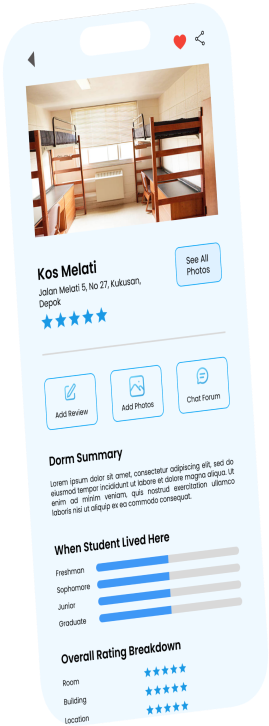 Kos Melati
Jalan Melati 5, No 27, Kukusan,
Depok
See All
Photos
Add Review
Add Photos
Chat Forum
Dorm Summary
Lorem ipsum dolor sit amet, consectetur adipiscing elit, sed do
eiusmod tempor incididunt ut labore et dolore magna aliqua. Ut
enim ad minim veniam, quis nostrud exercitation ullamco
laboris nisi ut aliquip ex ea commodo consequat.
When Student Lived Here
Freshman
Sophomore
Junior
Graduate
Overall Rating Breakdown
Room
Building
Location